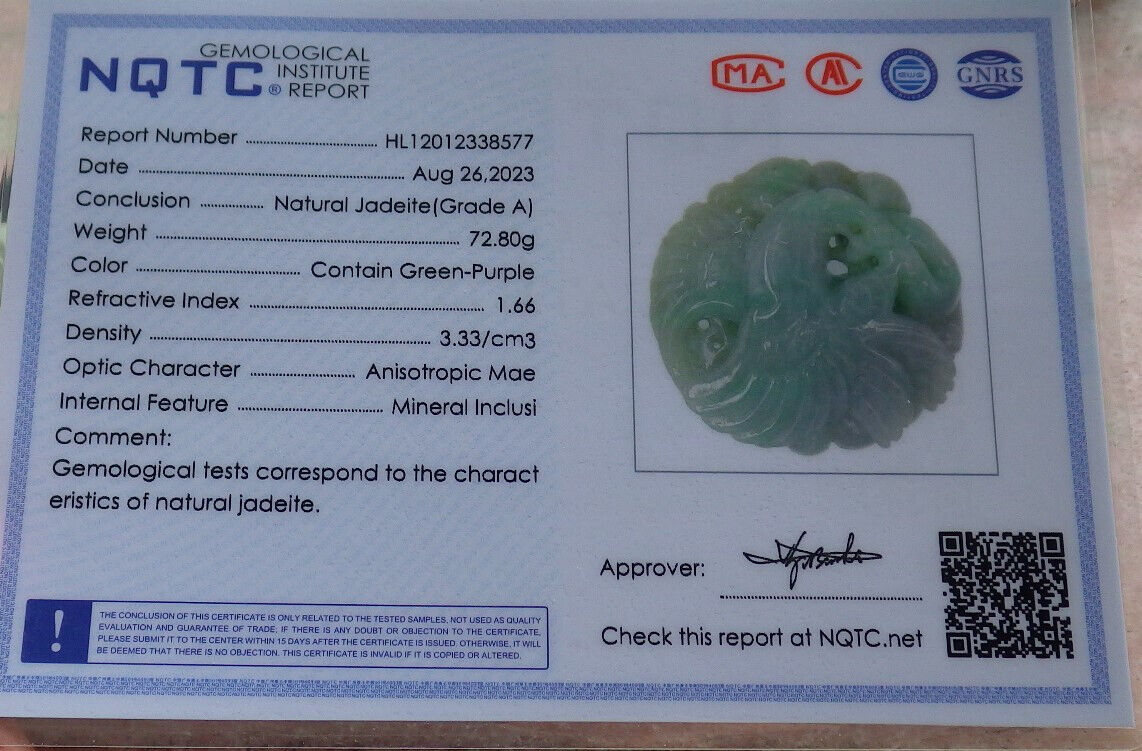 GEMOLOGICAL
NQTC® INSTITUTE
REPORT
MA
GNRS
Report Number ........ HL12012338577
Date ........ Aug 26,2023
Conclusion ........ Natural Jadeite(Grade A)
Weight ........ 72.80g
Color ........ Contain Green-Purple
Refractive Index ........ 1.66
Density ........ 3.33/cm3
Optic Character ........ Anisotropic Mae
Internal Feature ........ Mineral Inclusi
Comment:
Gemological tests correspond to the charact
eristics of natural jadeite.
! THE CONCLUSION OF THIS CERTIFICATE IS ONLY RELATED TO THE TESTED SAMPLES, NOT USED AS QUALITY
EVALUATION AND GUARANTEE OF TRADE; IF THERE IS ANY DOUBT OR OBJECTION TO THE CERTIFICATE,
PLEASE SUBMIT IT TO THE CENTER WITHIN 15 DAYS AFTER THE CERTIFICATE IS ISSUED. OTHERWISE, IT WILL
BE DEEMED THAT THERE IS NO OBJECTION. THIS CERTIFICATE IS INVALID IF IT IS COPIED OR ALTERED.
Approver:
Check this report at NQTC.net